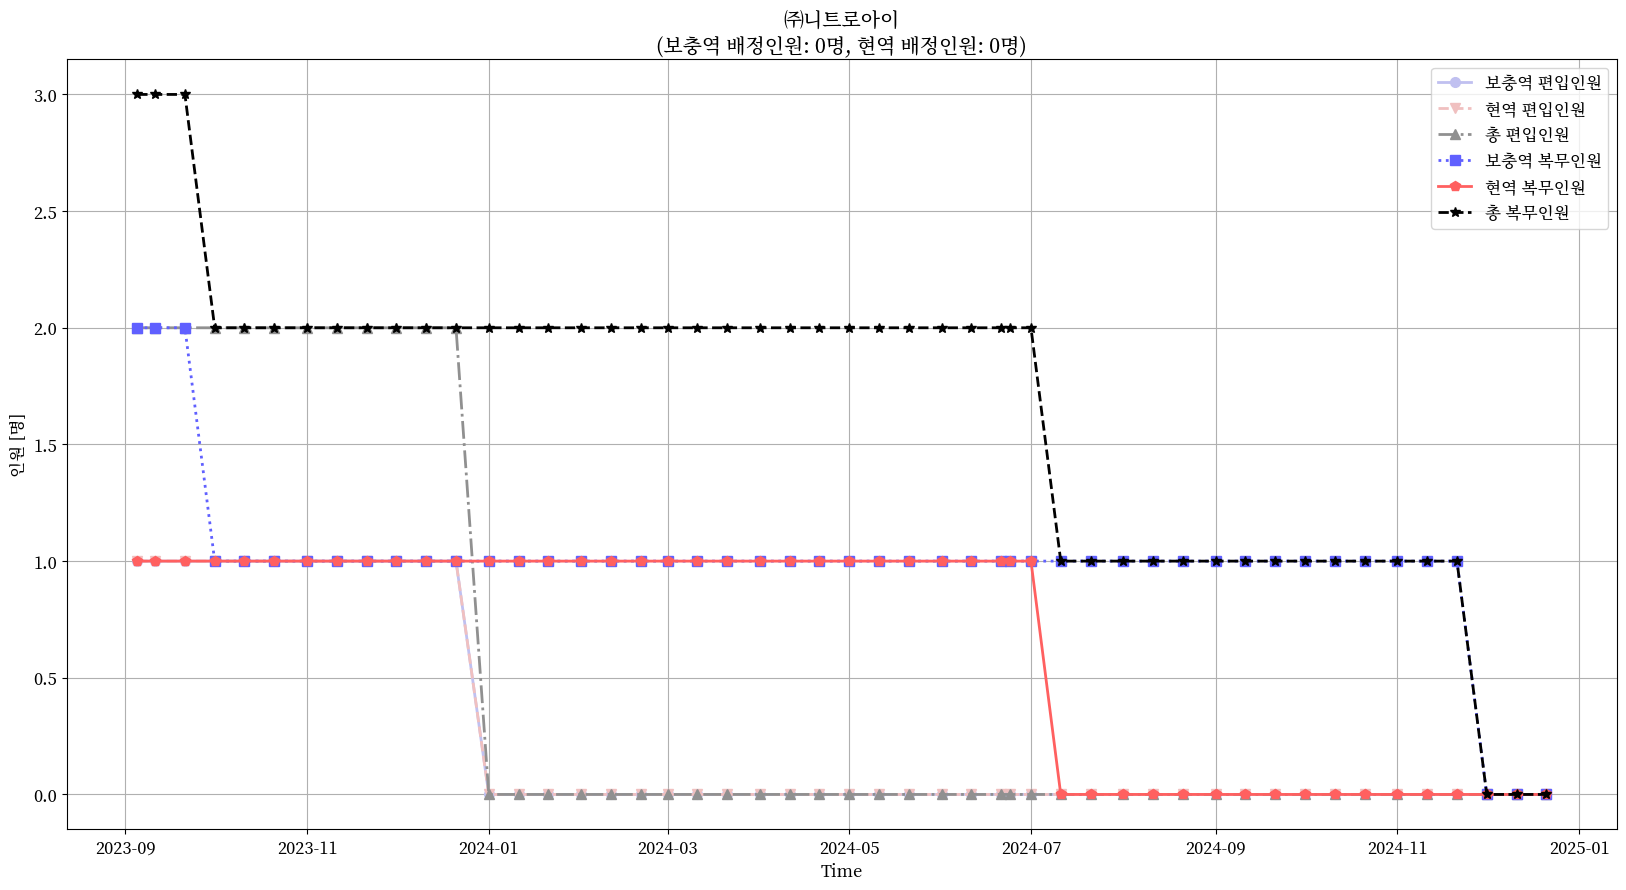 ㈜니트로아이
(보충역 배정인원: 0명, 현역 배정인원: 0명)
보충역 편입인원
현역 편입인원
총 편입인원
보충역 복무인원
현역 복무인원
총 복무인원
인원 [명]
3.0
2.5
2.0
1.5
1.0
0.5
0.0
2023-09 2023-11 2024-01 2024-03 2024-05 2024-07 2024-09 2024-11 2025-01
Time